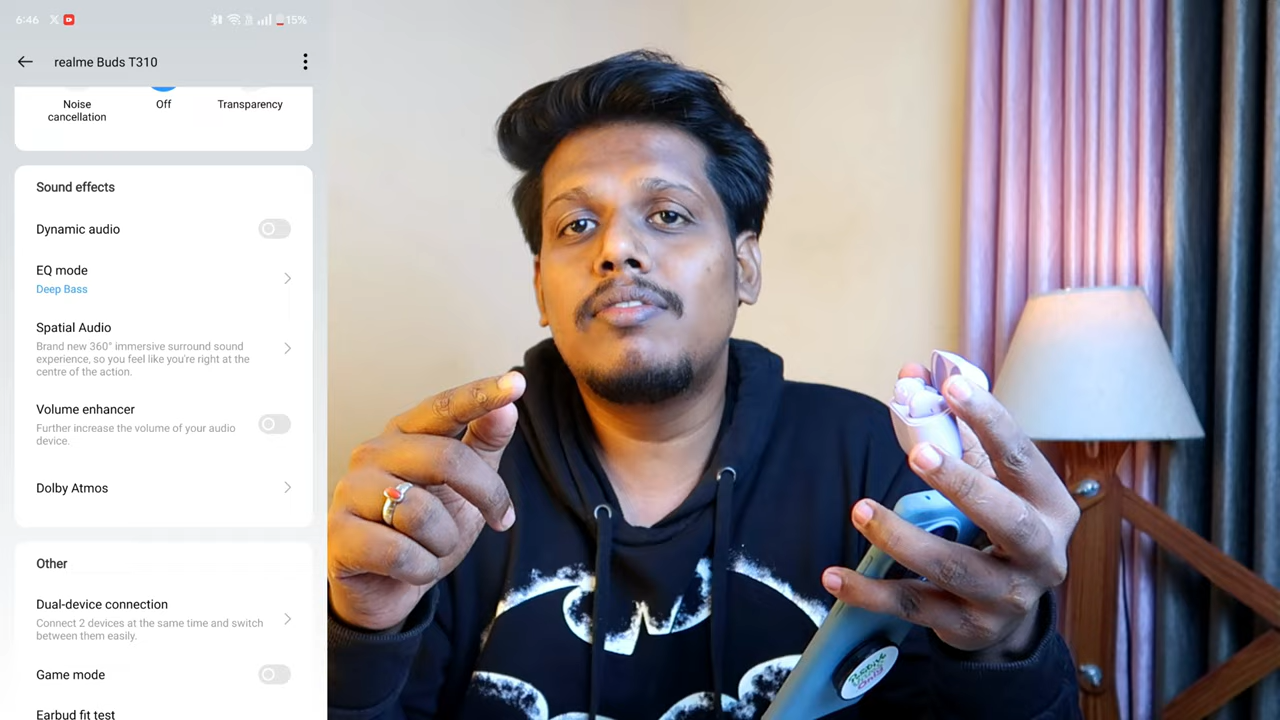 6:46 X 15%
realme Buds T310
Noise
cancellation
Off
Transparency
Sound effects
Dynamic audio
EQ mode
Deep Bass
Spatial Audio
Brand new 360° immersive surround sound
experience, so you feel like you're right at the
centre of the action.
Volume enhancer
Further increase the volume of your audio
device.
Dolby Atmos
Other
Dual-device connection
Connect 2 devices at the same time and switch
between them easily.
Game mode
Earbud fit test